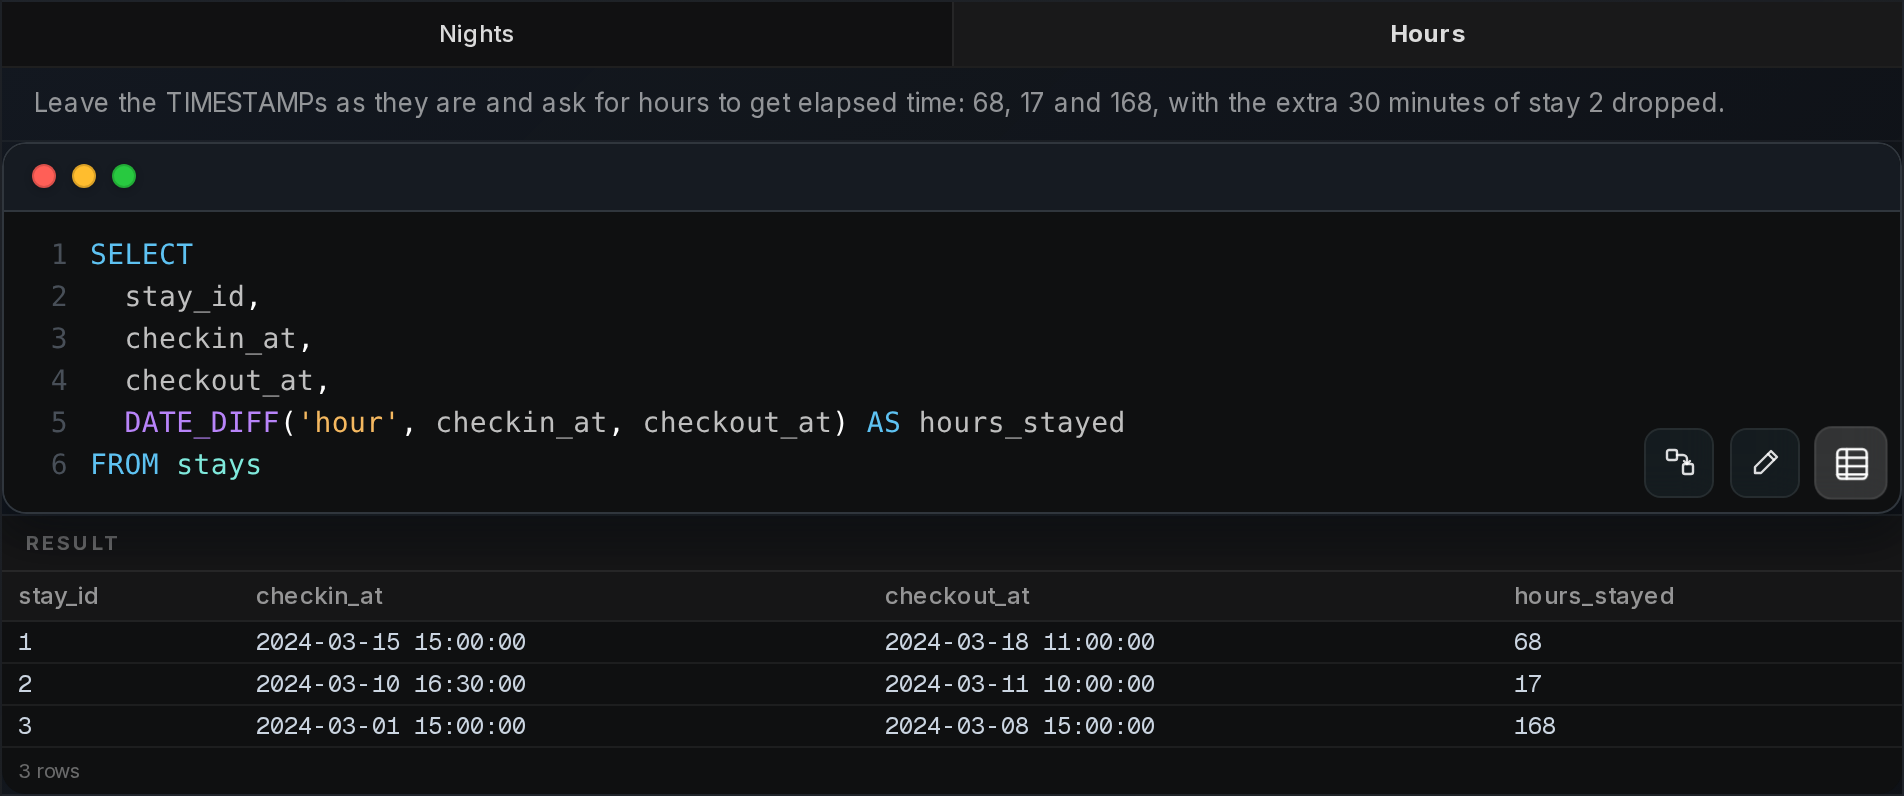 Nights
Hours
Leave the TIMESTAMPs as they are and ask for hours to get elapsed time: 68, 17 and 168, with the extra 30 minutes of stay 2 dropped.
1 SELECT
2   stay_id,
3   checkin_at,
4   checkout_at,
5   DATE_DIFF('hour', checkin_at, checkout_at) AS hours_stayed
6 FROM stays
RESULT
stay_id checkin_at checkout_at hours_stayed
1 2024-03-15 15:00:00 2024-03-18 11:00:00 68
2 2024-03-10 16:30:00 2024-03-11 10:00:00 17
3 2024-03-01 15:00:00 2024-03-08 15:00:00 168
3 rows